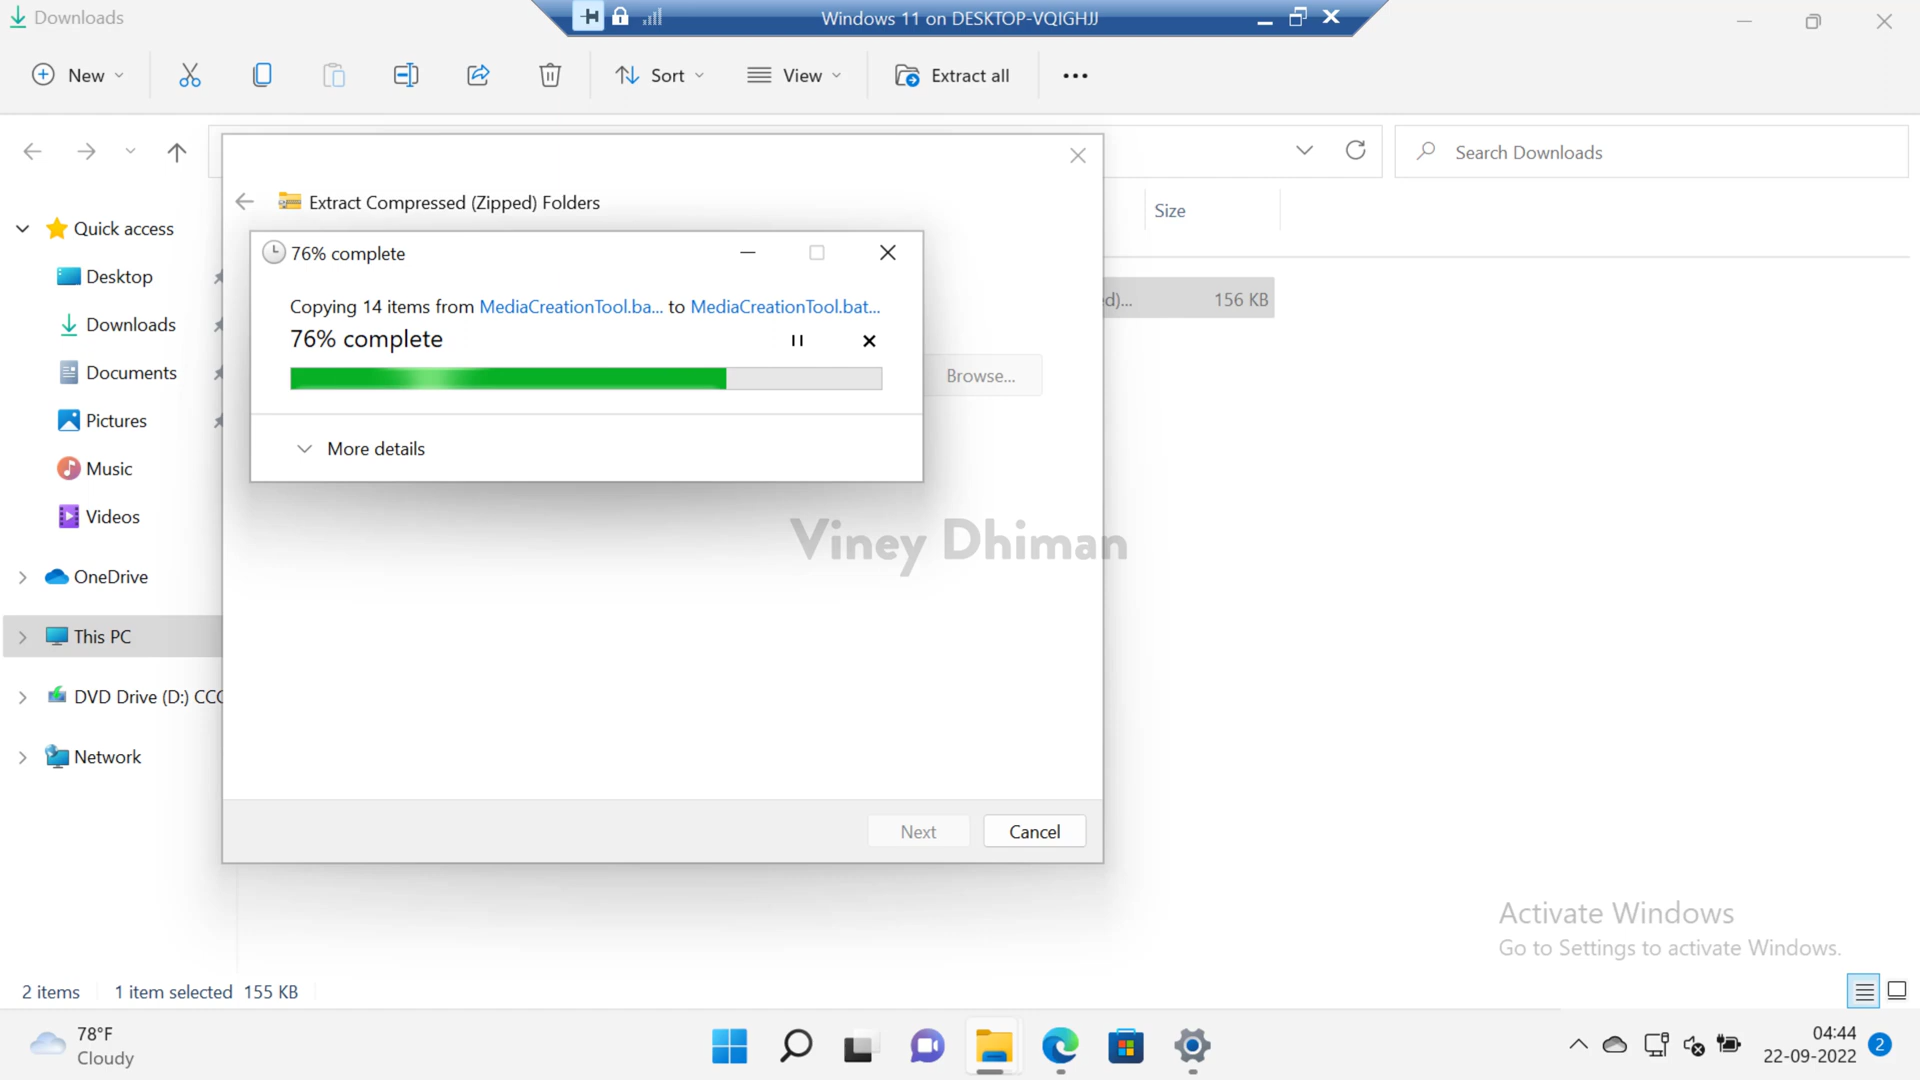 Downloads
Windows 11 on DESKTOP-VQIGHJJ
New
Sort
View
Extract all
Search Downloads
Extract Compressed (Zipped) Folders
Size
Quick access
76% complete
Desktop
Copying 14 items from MediaCreationTool.ba... to MediaCreationTool.bat...
d)...
156 KB
Downloads
76% complete
Documents
Browse...
Pictures
More details
Music
Videos
Viney Dhiman
OneDrive
This PC
DVD Drive (D:) CCC
Network
Next
Cancel
Activate Windows
Go to Settings to activate Windows.
2 items
1 item selected
155 KB
78°F
Cloudy
04:44
22-09-2022
2